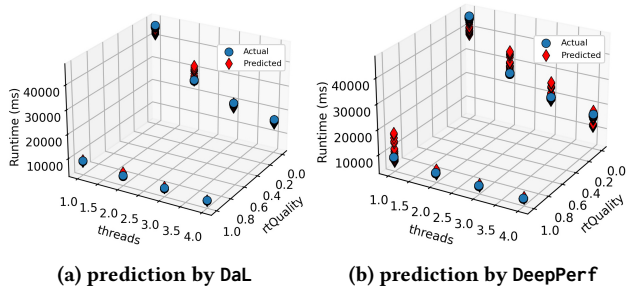 Actual
Predicted
40000
30000
20000
10000
Runtime (ms)
1.0 1.5 2.0 2.5 3.0 3.5 4.0
threads
0.0
0.2
0.4
0.6
0.8
1.0
rtQuality
(a) prediction by DaL
Actual
Predicted
40000
30000
20000
10000
Runtime (ms)
1.0 1.5 2.0 2.5 3.0 3.5 4.0
threads
0.0
0.2
0.4
0.6
0.8
1.0
rtQuality
(b) prediction by DeepPerf